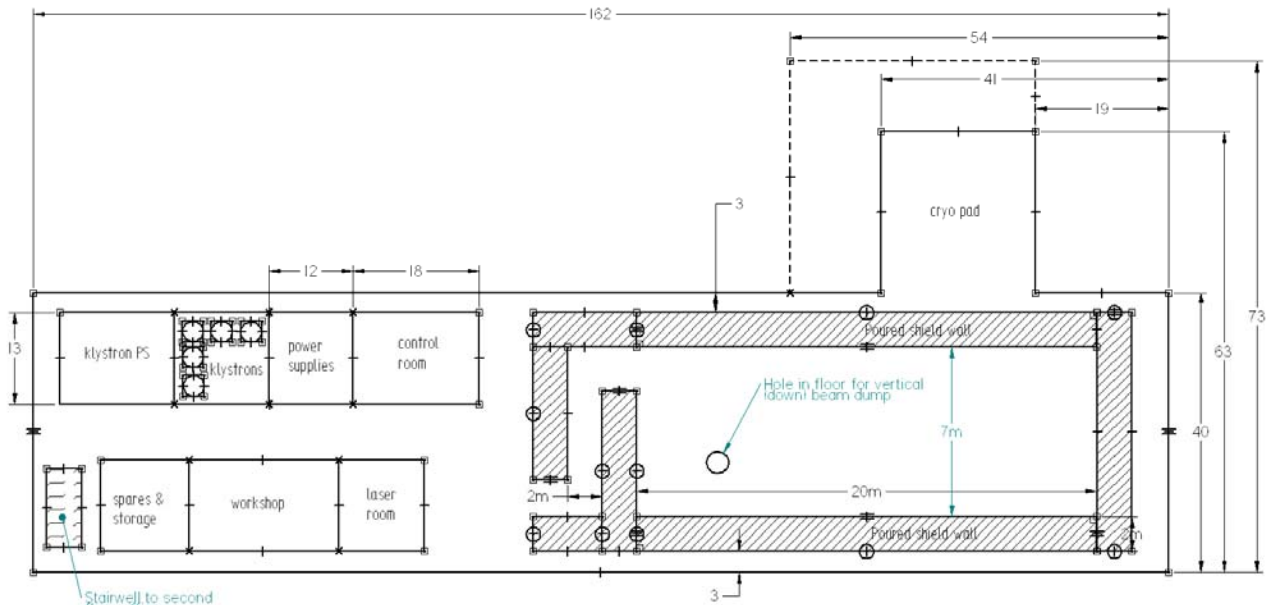 162
54
41
19
3
cryo pad
12
18
73
63
13
klystron PS
klystrons
power
supplies
control
room
Poured shield wall
Hole in floor for vertical
(down) beam dump
7m
40
spares &
storage
workshop
laser
room
2m
20m
Poured shield wall
2m
3
Stairwell to second